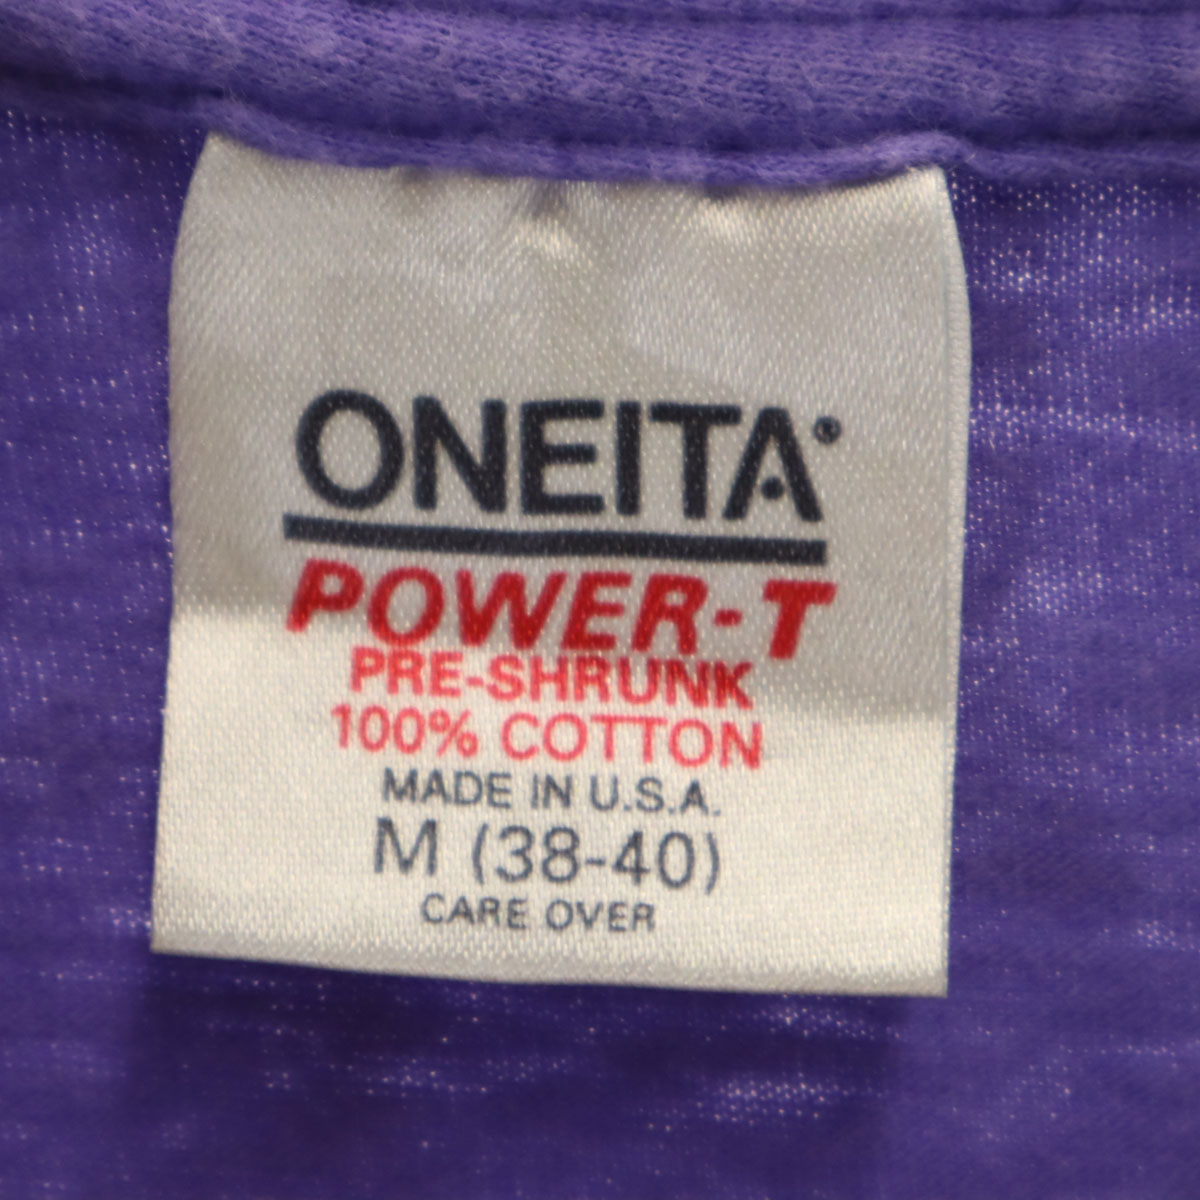 ONEITA
POWER-T
PRE-SHRUNK
100% COTTON
MADE IN U.S.A.
M (38-40)
CARE OVER